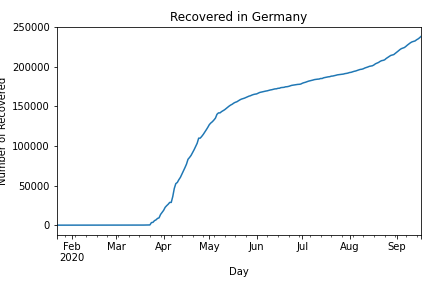 Recovered in Germany
250000
200000
150000
100000
50000
0
Number of Recovered
Feb Mar Apr May Jun Jul Aug Sep
2020
Day